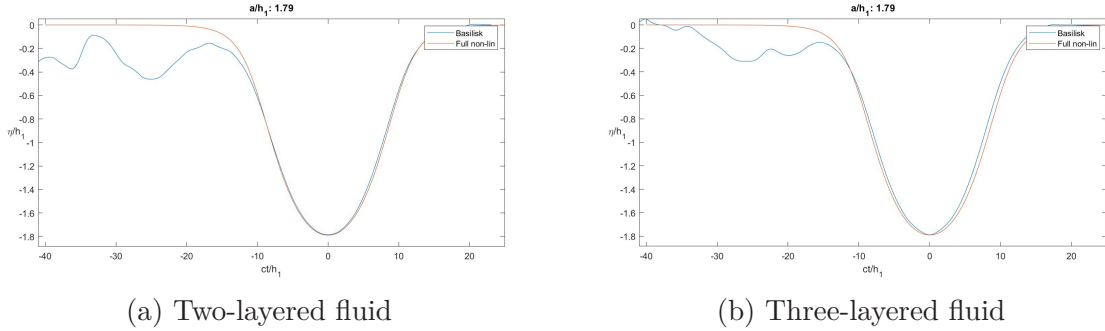 a/h1: 1.79
Basilisk
Full non-lin
0
-0.2
-0.4
-0.6
-0.8
-1
-1.2
-1.4
-1.6
-1.8
η/h1
-40
-30
-20
-10
0
10
20
ct/h1
(a) Two-layered fluid
a/h1: 1.79
Basilisk
Full non-lin
0
-0.2
-0.4
-0.6
-0.8
-1
-1.2
-1.4
-1.6
-1.8
η/h1
-40
-30
-20
-10
0
10
20
ct/h1
(b) Three-layered fluid